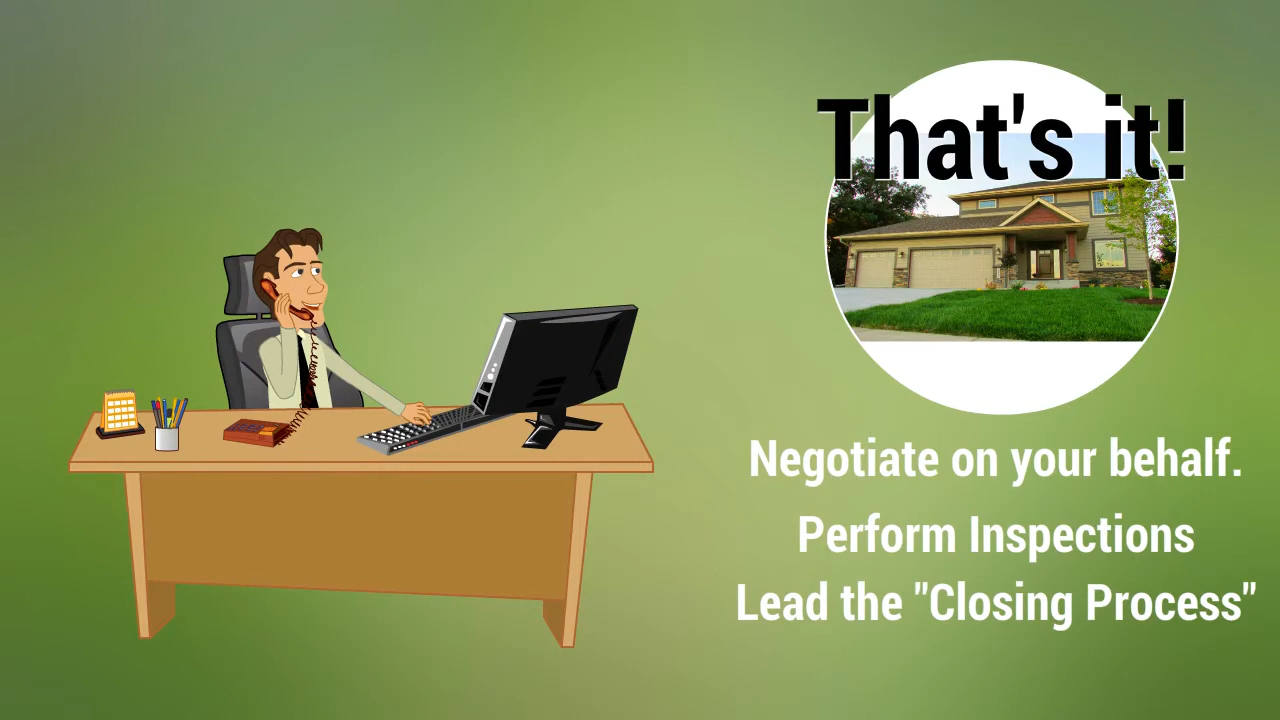 That's it!
Negotiate on your behalf.
Perform Inspections
Lead the "Closing Process"